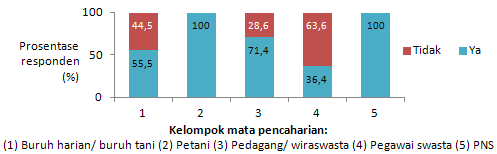 100
44,5
100
28,6
63,6
100
Prosentase
responden
(%)
50
55,5
71,4
36,4
Tidak
Ya
0
1 2 3 4 5
Kelompok mata pencaharian:
(1) Buruh harian/ buruh tani (2) Petani (3) Pedagang/ wiraswasta (4) Pegawai swasta (5) PNS